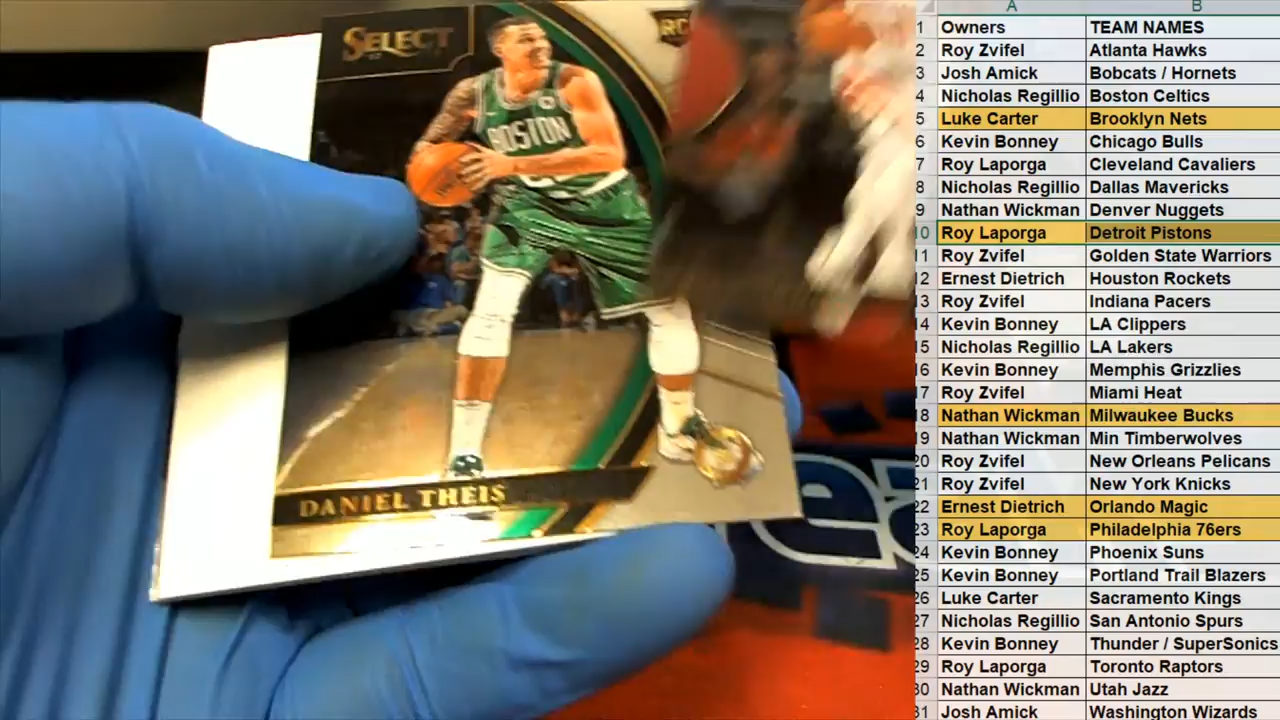 SELECT
RC
BOSTON
DANIEL THEIS
A B
1 Owners TEAM NAMES
2 Roy Zvifel Atlanta Hawks
3 Josh Amick Bobcats / Hornets
4 Nicholas Regillio Boston Celtics
5 Luke Carter Brooklyn Nets
6 Kevin Bonney Chicago Bulls
7 Roy Laporga Cleveland Cavaliers
8 Nicholas Regillio Dallas Mavericks
9 Nathan Wickman Denver Nuggets
10 Roy Laporga Detroit Pistons
11 Roy Zvifel Golden State Warriors
12 Ernest Dietrich Houston Rockets
13 Roy Zvifel Indiana Pacers
14 Kevin Bonney LA Clippers
15 Nicholas Regillio LA Lakers
16 Kevin Bonney Memphis Grizzlies
17 Roy Zvifel Miami Heat
18 Nathan Wickman Milwaukee Bucks
19 Nathan Wickman Min Timberwolves
20 Roy Zvifel New Orleans Pelicans
21 Roy Zvifel New York Knicks
22 Ernest Dietrich Orlando Magic
23 Roy Laporga Philadelphia 76ers
24 Kevin Bonney Phoenix Suns
25 Kevin Bonney Portland Trail Blazers
26 Luke Carter Sacramento Kings
27 Nicholas Regillio San Antonio Spurs
28 Kevin Bonney Thunder / SuperSonics
29 Roy Laporga Toronto Raptors
30 Nathan Wickman Utah Jazz
31 Josh Amick Washington Wizards